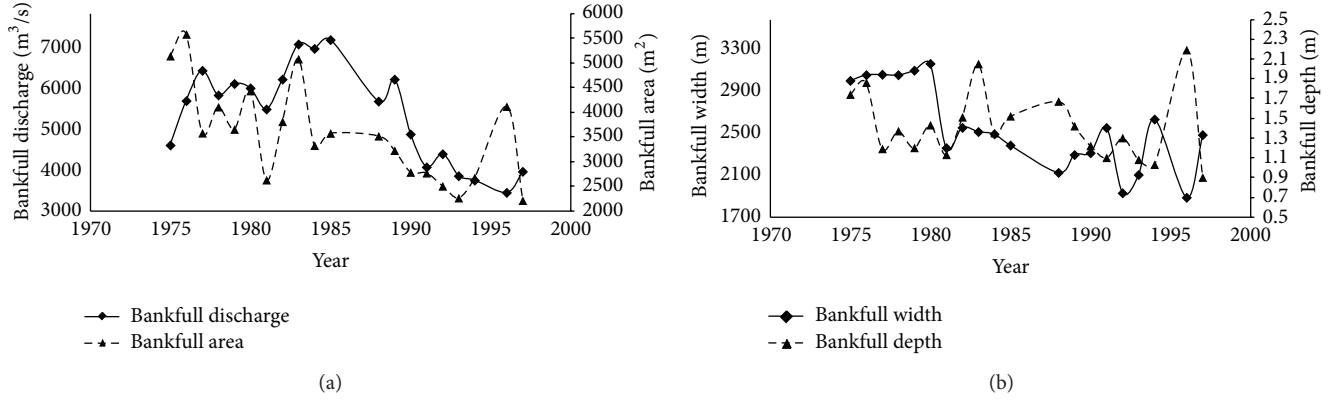 Bankfull discharge (m³/s)
7000
6000
5000
4000
3000
6000
5500
5000
4500
4000
3500
3000
2500
2000
Bankfull area (m²)
1970 1975 1980 1985 1990 1995 2000
Year
Bankfull discharge
Bankfull area
(a)
Bankfull width (m)
3300
2900
2500
2100
1700
2.5
2.3
2.1
1.9
1.7
1.5
1.3
1.1
0.9
0.7
0.5
Bankfull depth (m)
1970 1975 1980 1985 1990 1995 2000
Year
Bankfull width
Bankfull depth
(b)